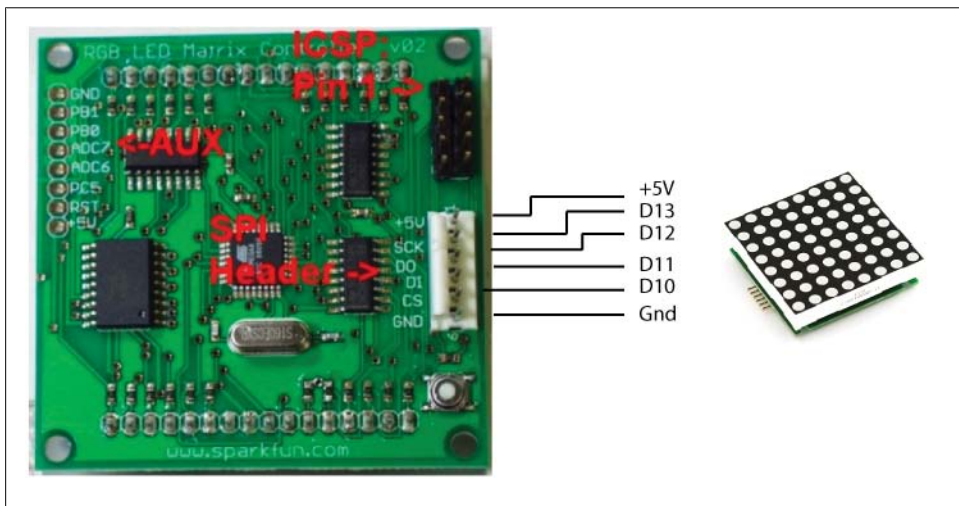 RGB LED Matrix Con v02
ICSP:
Pin 1 ->
GND
PB1
PB0
ADC7
<-AUX
ADC6
PC5
RST
+5V
SPI
Header ->
+5V
SCK
DO
D1
CS
GND
+5V
D13
D12
D11
D10
Gnd
www.sparkfun.com